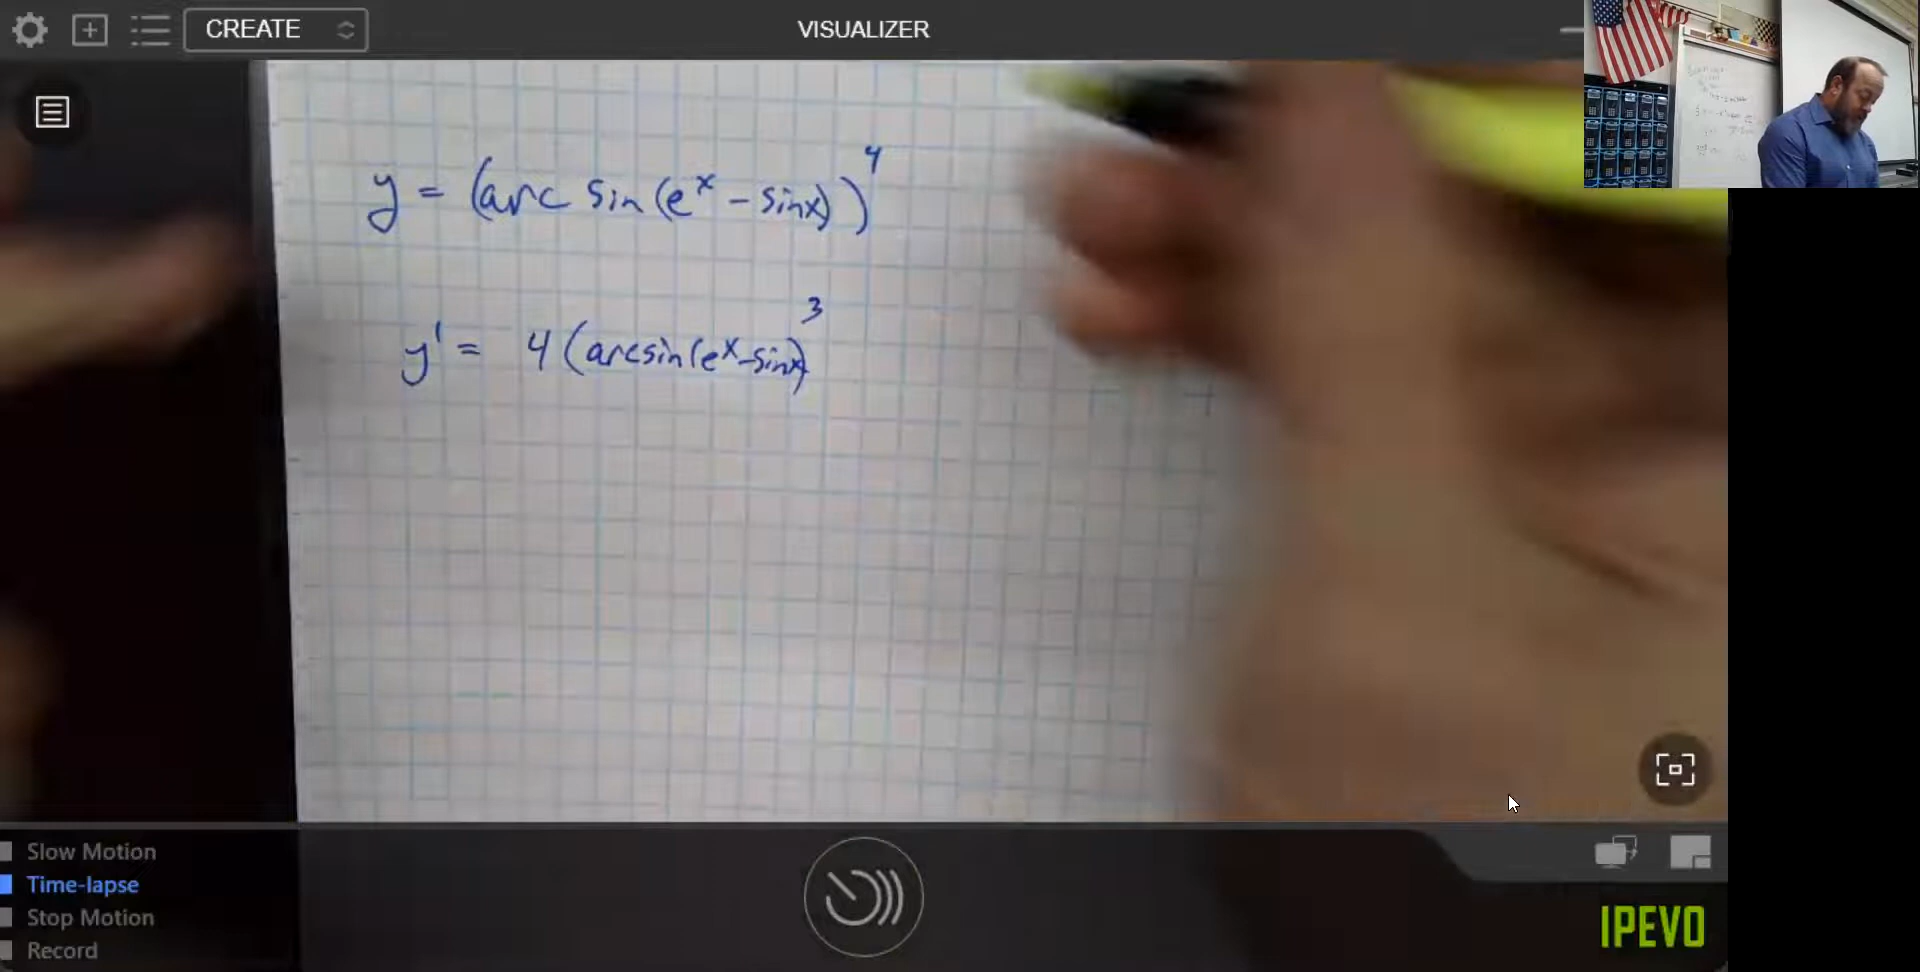 CREATE
VISUALIZER
y = (arc sin (e^x - sinx))^4
y' = 4 (arcsin(e^x-sinx)^3
Slow Motion
Time-lapse
Stop Motion
Record
IPEVO